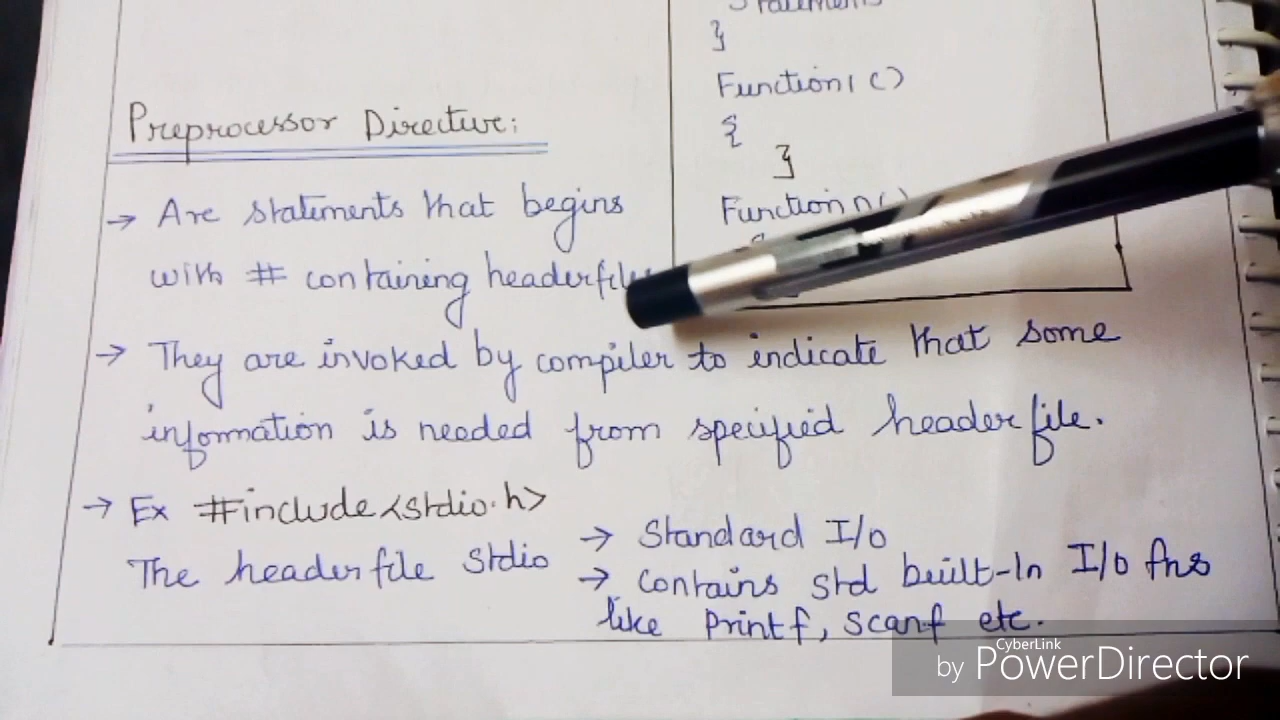 }
Function1 ()
{
}
Function n()
Preprocessor Directive:
→ Are statements that begins
with # containing headerfiles
→ They are invoked by compiler to indicate that some
information is needed from specified headerfile.
→ Ex #include<stdio.h>
The headerfile stdio → Standard I/O
→ contains std built-In I/O fns
like Printf, scanf etc.
CyberLink
by PowerDirector